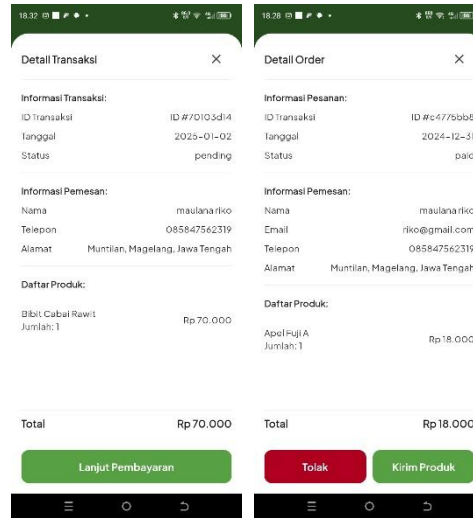 18.32
Detail Transaksi
Informasi Transaksi:
ID Transaksi ID #70103d14
Tanggal 2025-01-02
Status pending
Informasi Pemesan:
Nama maulana riko
Telepon 085847562319
Alamat Muntilan, Magelang, Jawa Tengah
Daftar Produk:
Bibit Cabai Rawit
Jumlah: 1
Rp 70.000
Total Rp 70.000
Lanjut Pembayaran
18.28
Detail Order
Informasi Pesanan:
ID Transaksi ID #c4775bb8
Tanggal 2024-12-31
Status paid
Informasi Pemesan:
Nama maulana riko
Email riko@gmail.com
Telepon 085847562319
Alamat Muntilan, Magelang, Jawa Tengah
Daftar Produk:
Apel Fuji A
Jumlah: 1
Rp 18.000
Total Rp 18.000
Tolak Kirim Produk